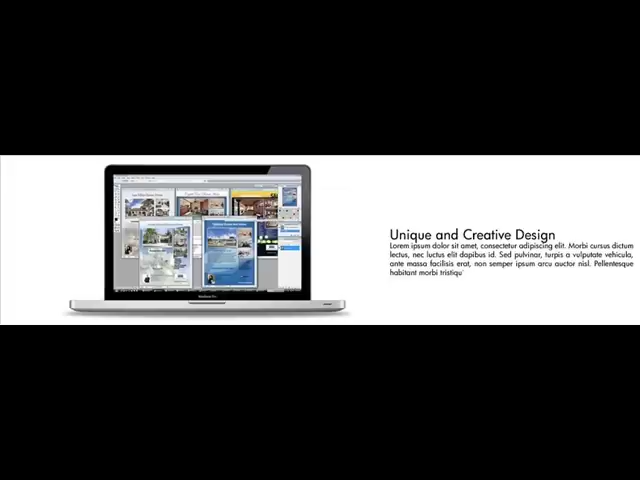 Unique and Creative Design
Lorem ipsum dolor sit amet, consectetur adipiscing elit. Morbi cursus dictum
lectus, nec luctus elit dapibus id. Sed pulvinar, turpis a vulputate vehicula,
ante massa facilisis erat, non semper ipsum arcu auctor nisl. Pellentesque
habitant morbi tristiqu
MacBook Pro